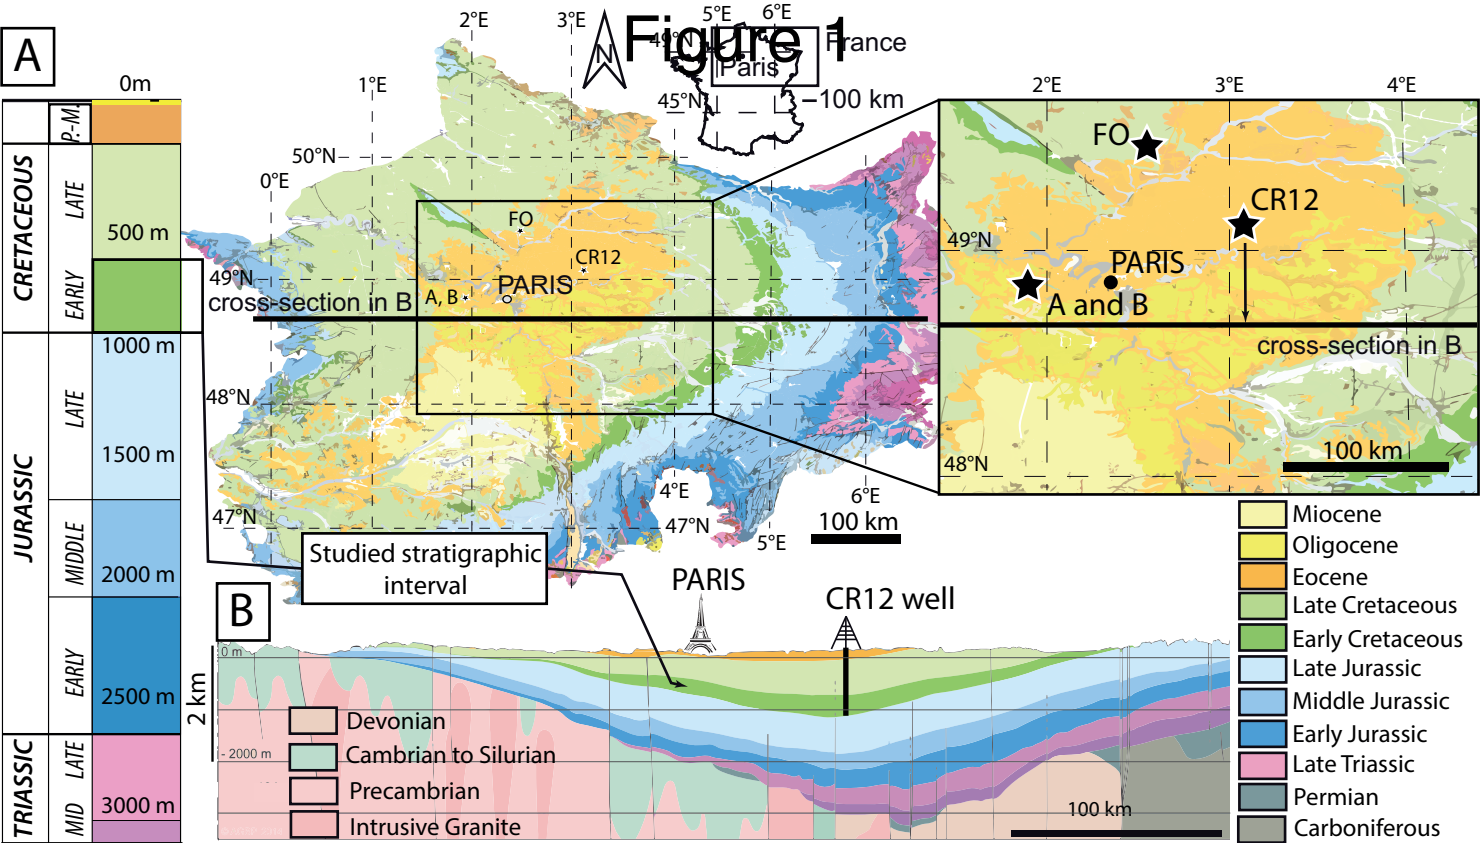 Figure 1
A
0m
P-M.
CRETACEOUS
LATE
500 m
EARLY
1000 m
JURASSIC
LATE
1500 m
MIDDLE
2000 m
EARLY
2500 m
TRIASSIC
LATE
MID
3000 m
0°E
1°E
2°E
3°E
5°E
6°E
N
49°N
45°N
France
Paris
100 km
50°N
49°N
48°N
47°N
cross-section in B
FO
CR12
PARIS
A, B
4°E
47°N
5°E
6°E
100 km
2°E
3°E
4°E
FO
CR12
49°N
PARIS
A and B
cross-section in B
48°N
100 km
Studied stratigraphic
interval
B
PARIS
CR12 well
0 m
2 km
- 2000 m
100 km
Devonian
Cambrian to Silurian
Precambrian
Intrusive Granite
Miocene
Oligocene
Eocene
Late Cretaceous
Early Cretaceous
Late Jurassic
Middle Jurassic
Early Jurassic
Late Triassic
Permian
Carboniferous